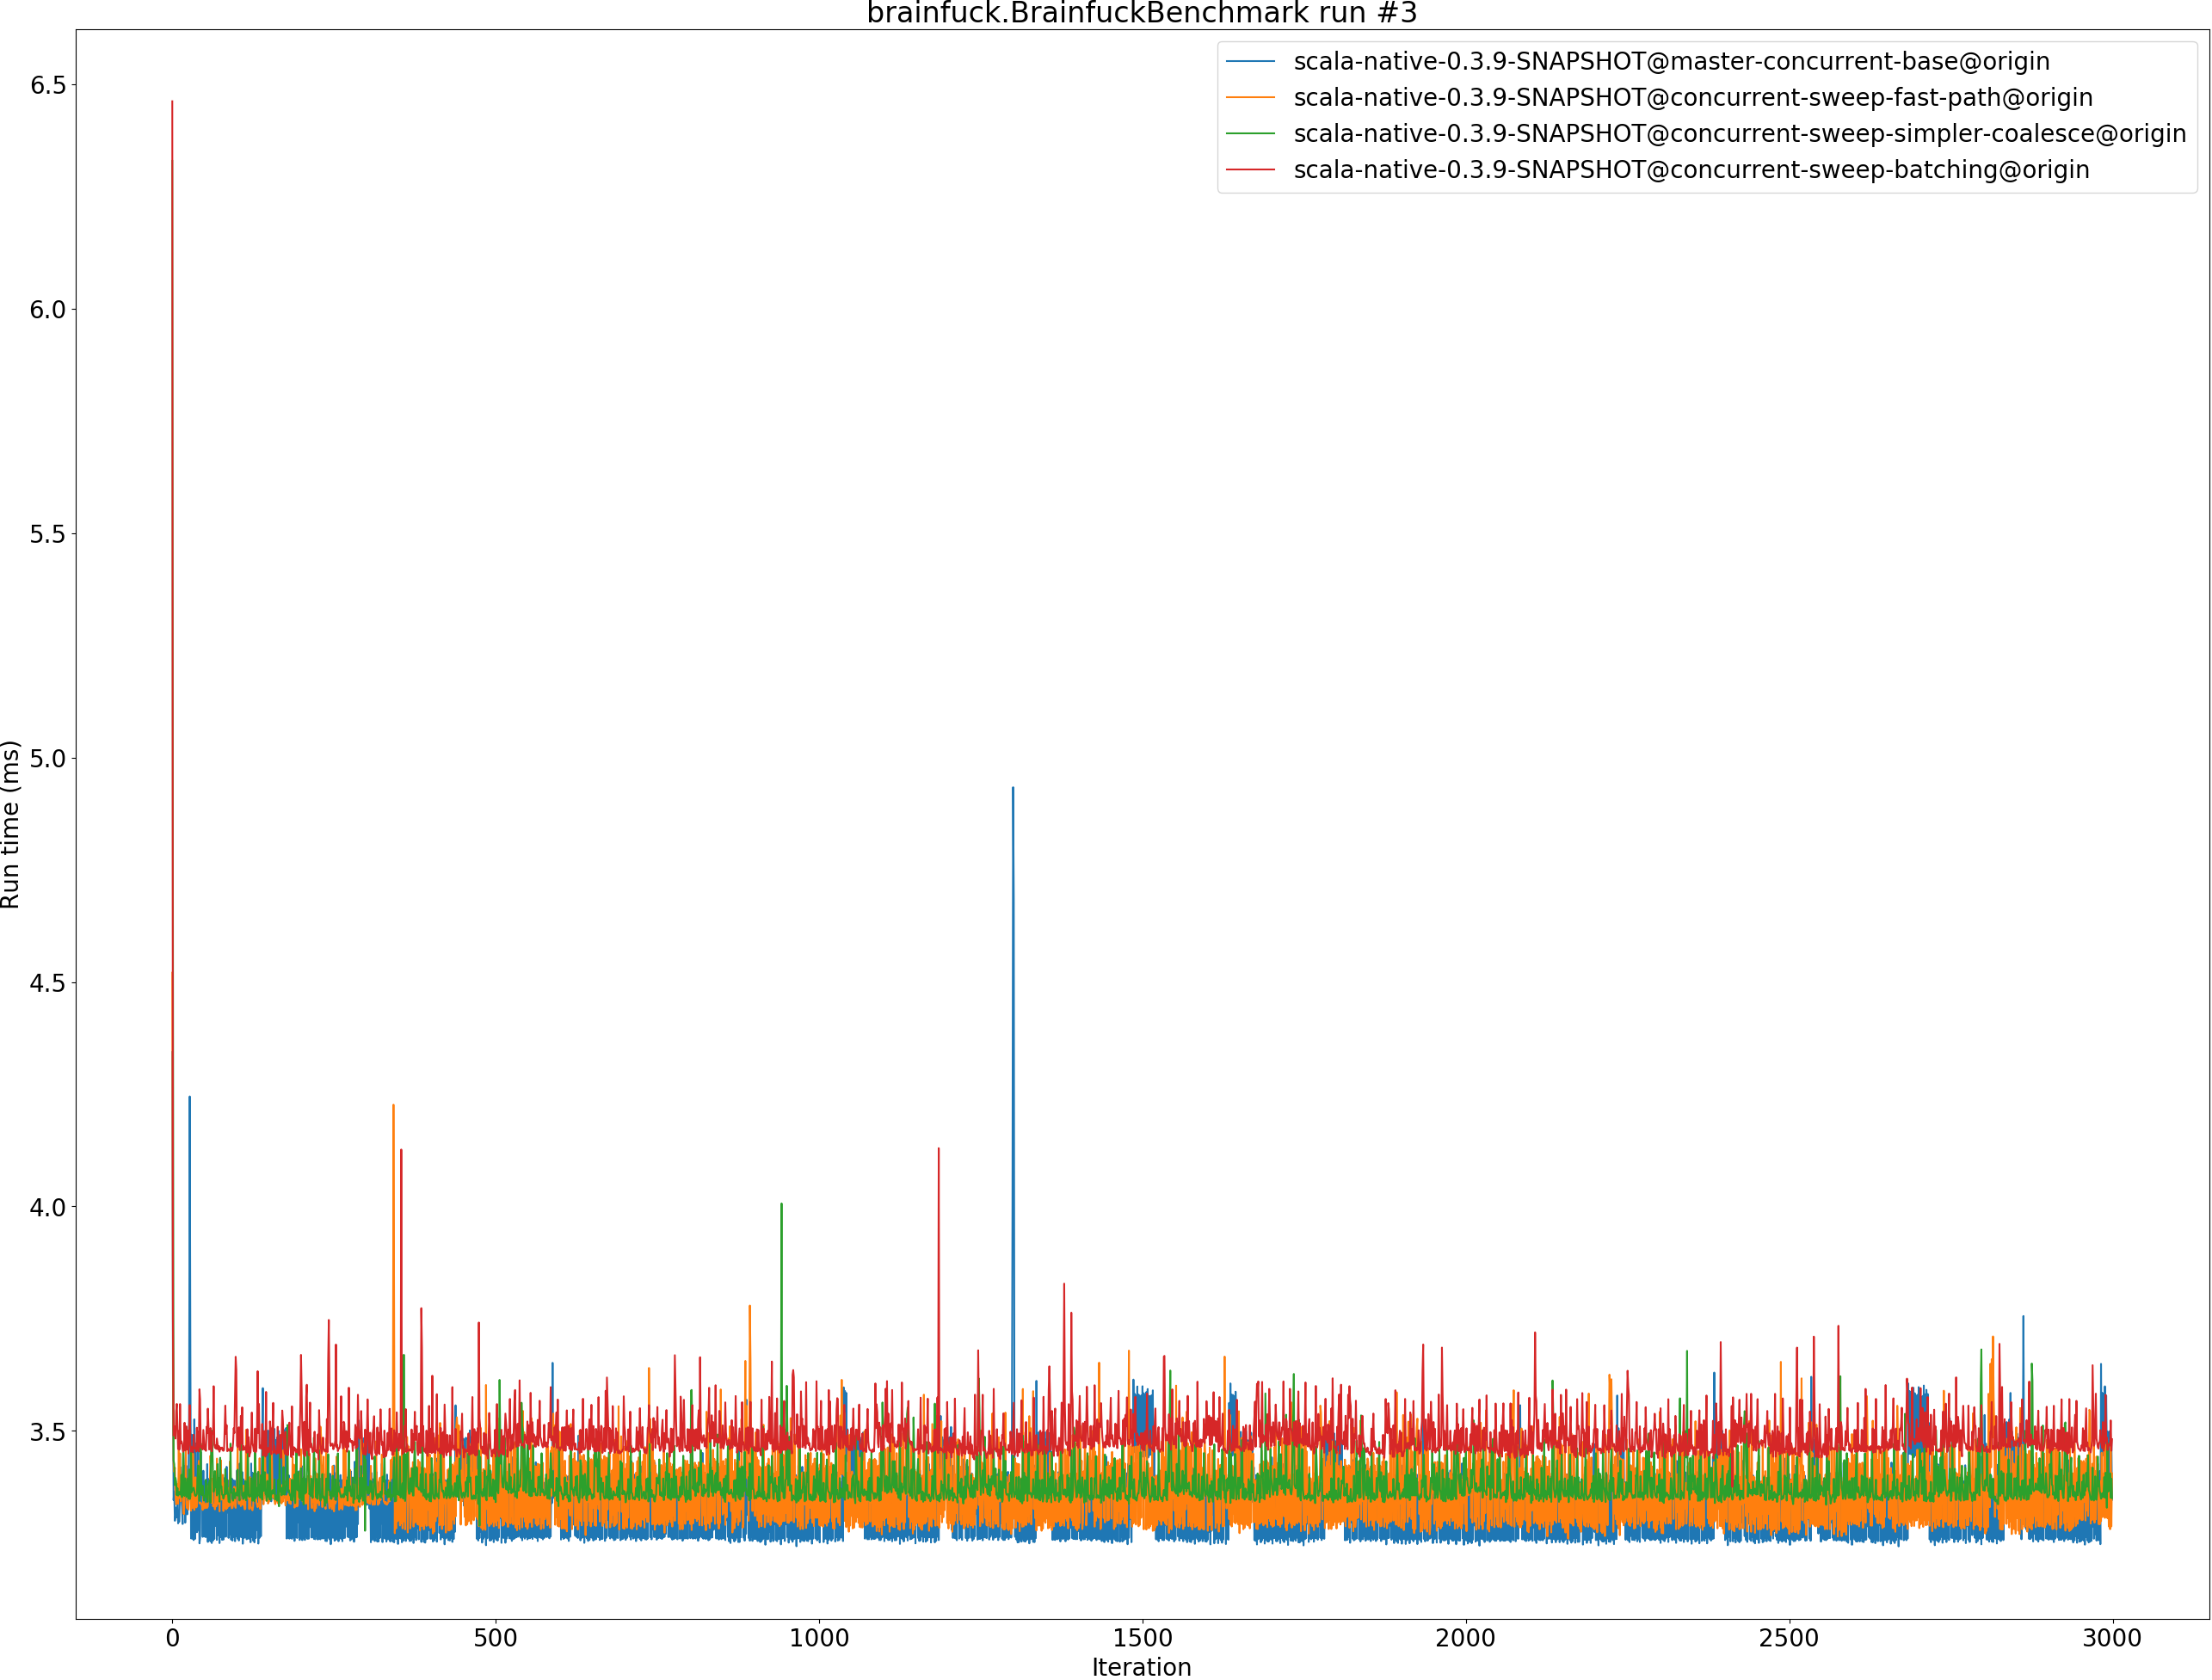 brainfuck.BrainfuckBenchmark run #3
scala-native-0.3.9-SNAPSHOT@master-concurrent-base@origin
scala-native-0.3.9-SNAPSHOT@concurrent-sweep-fast-path@origin
scala-native-0.3.9-SNAPSHOT@concurrent-sweep-simpler-coalesce@origin
scala-native-0.3.9-SNAPSHOT@concurrent-sweep-batching@origin
6.5
6.0
5.5
5.0
4.5
4.0
3.5
Run time (ms)
0 500 1000 1500 2000 2500 3000
Iteration